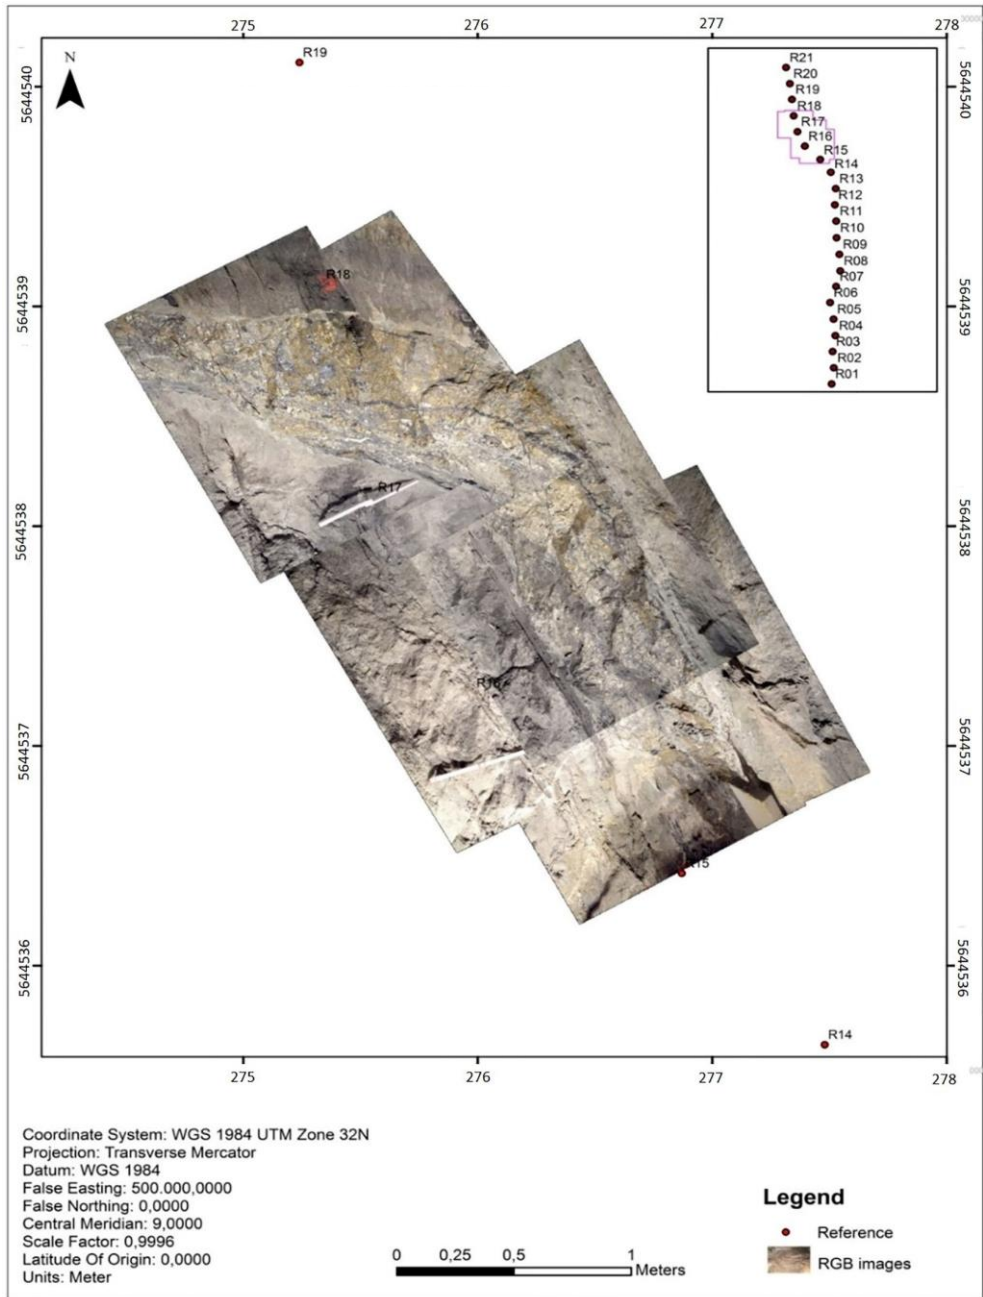 275
276
277
278
N
R19
5644540
5644540
R21
R20
R19
R18
R17
R16
R15
R14
R13
R12
R11
R10
R09
R08
R07
R06
R05
R04
R03
R02
R01
R18
5644539
5644539
R17
5644538
5644538
R16
5644537
5644537
R15
5644536
5644536
R14
275
276
277
278
Coordinate System: WGS 1984 UTM Zone 32N
Projection: Transverse Mercator
Datum: WGS 1984
False Easting: 500.000,0000
False Northing: 0,0000
Central Meridian: 9,0000
Scale Factor: 0,9996
Latitude Of Origin: 0,0000
Units: Meter
0 0,25 0,5 1
Meters
Legend
Reference
RGB images